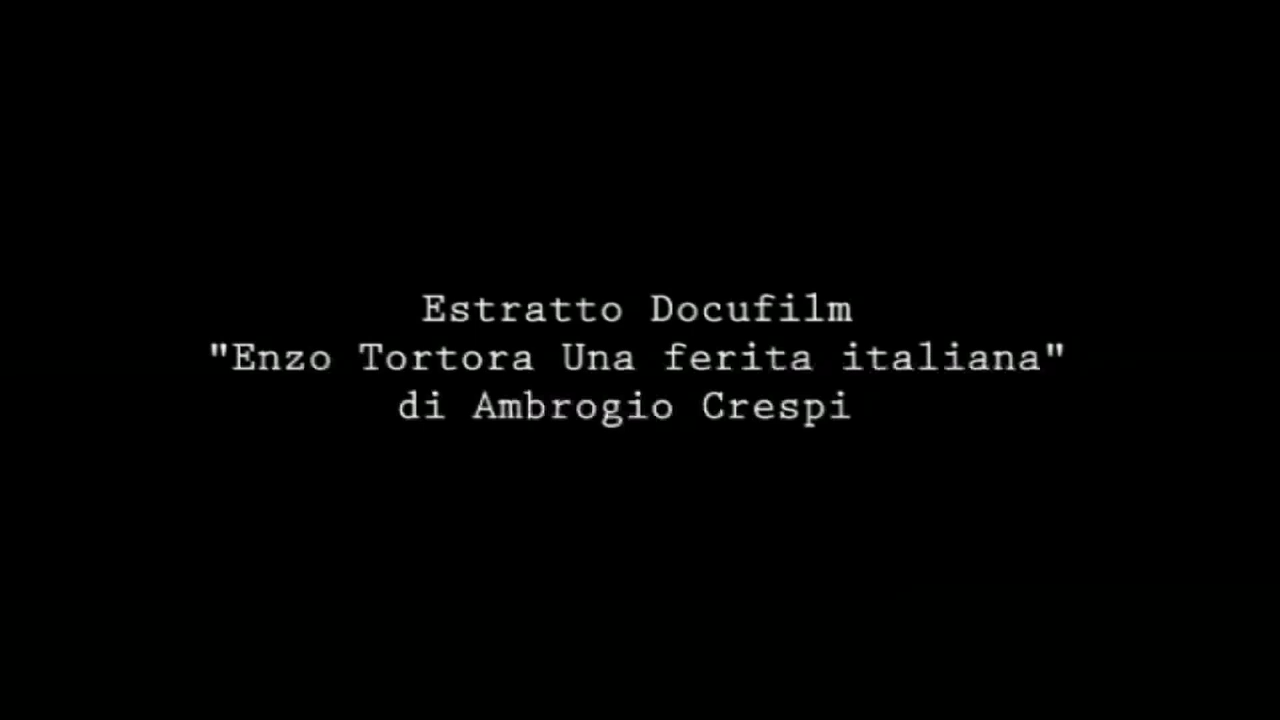 Estratto Docufilm
"Enzo Tortora Una ferita italiana"
di Ambrogio Crespi